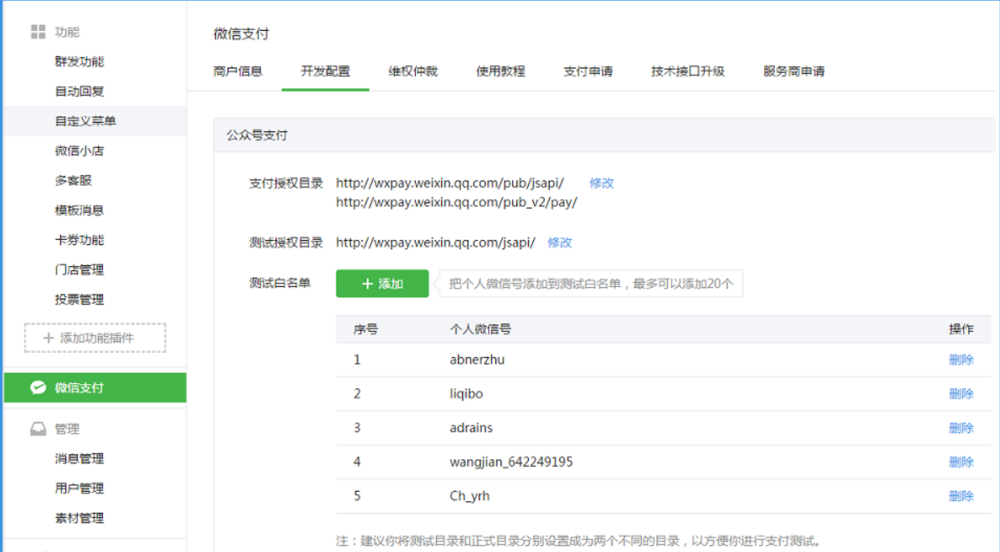 功能
群发功能
自动回复
自定义菜单
微信小店
多客服
模板消息
卡券功能
门店管理
投票管理
+ 添加功能插件
微信支付
管理
消息管理
用户管理
素材管理
微信支付
商户信息 开发配置 维权仲裁 使用教程 支付申请 技术接口升级 服务商申请
公众号支付
支付授权目录 http://wxpay.weixin.qq.com/pub/jsapi/ 修改
http://wxpay.weixin.qq.com/pub_v2/pay/
测试授权目录 http://wxpay.weixin.qq.com/jsapi/ 修改
测试白名单 + 添加 把个人微信号添加到测试白名单，最多可以添加20个
序号 个人微信号 操作
1 abnerzhu 删除
2 liqibo 删除
3 adrains 删除
4 wangjian_642249195 删除
5 Ch_yrh 删除
注：建议你将测试目录和正式目录分别设置成为两个不同的目录，以方便你进行支付测试。